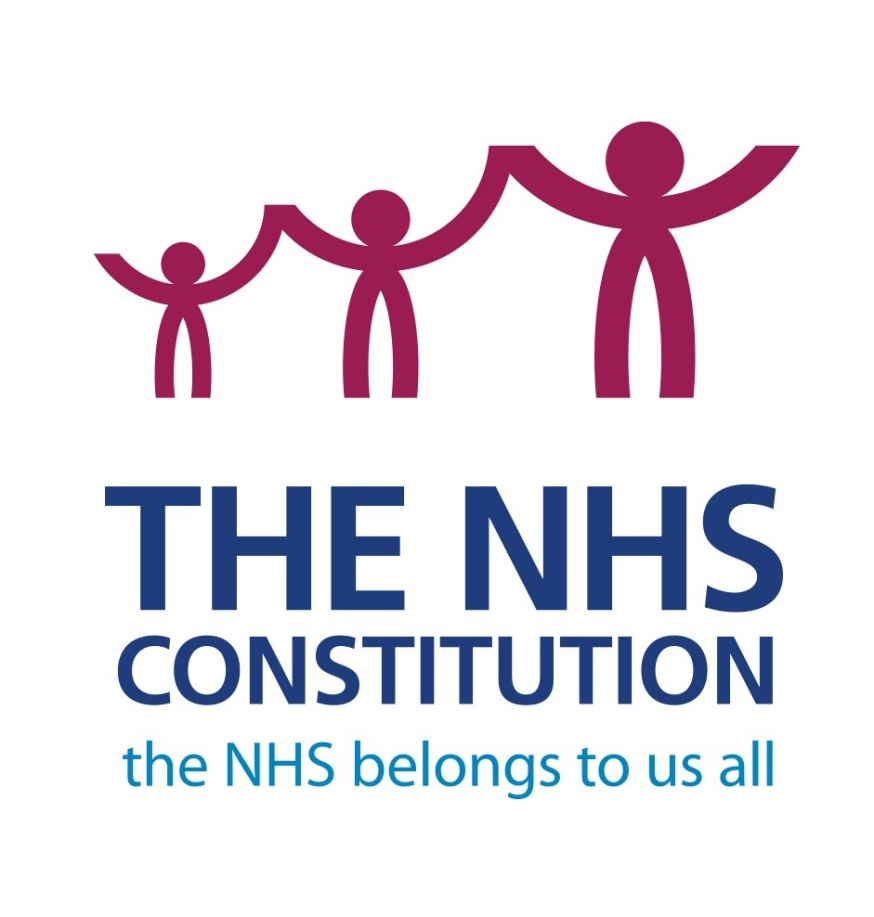 THE NHS
CONSTITUTION
the NHS belongs to us all